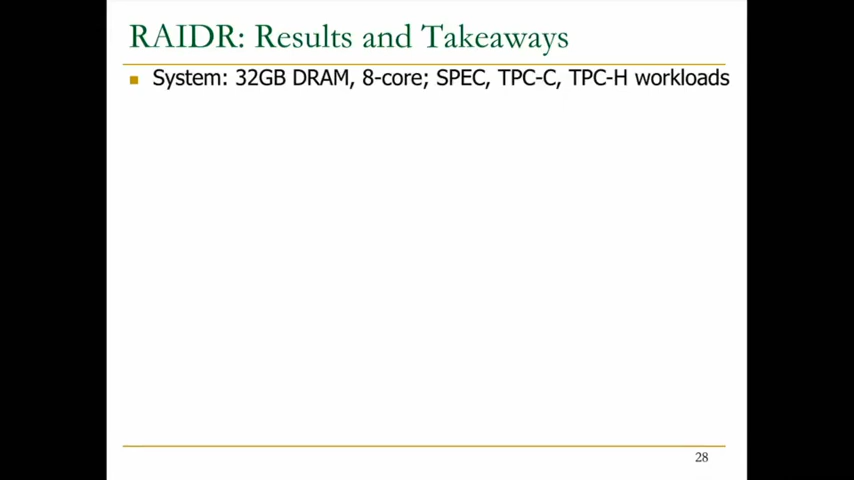 RAIDR: Results and Takeaways
System: 32GB DRAM, 8-core; SPEC, TPC-C, TPC-H workloads
28